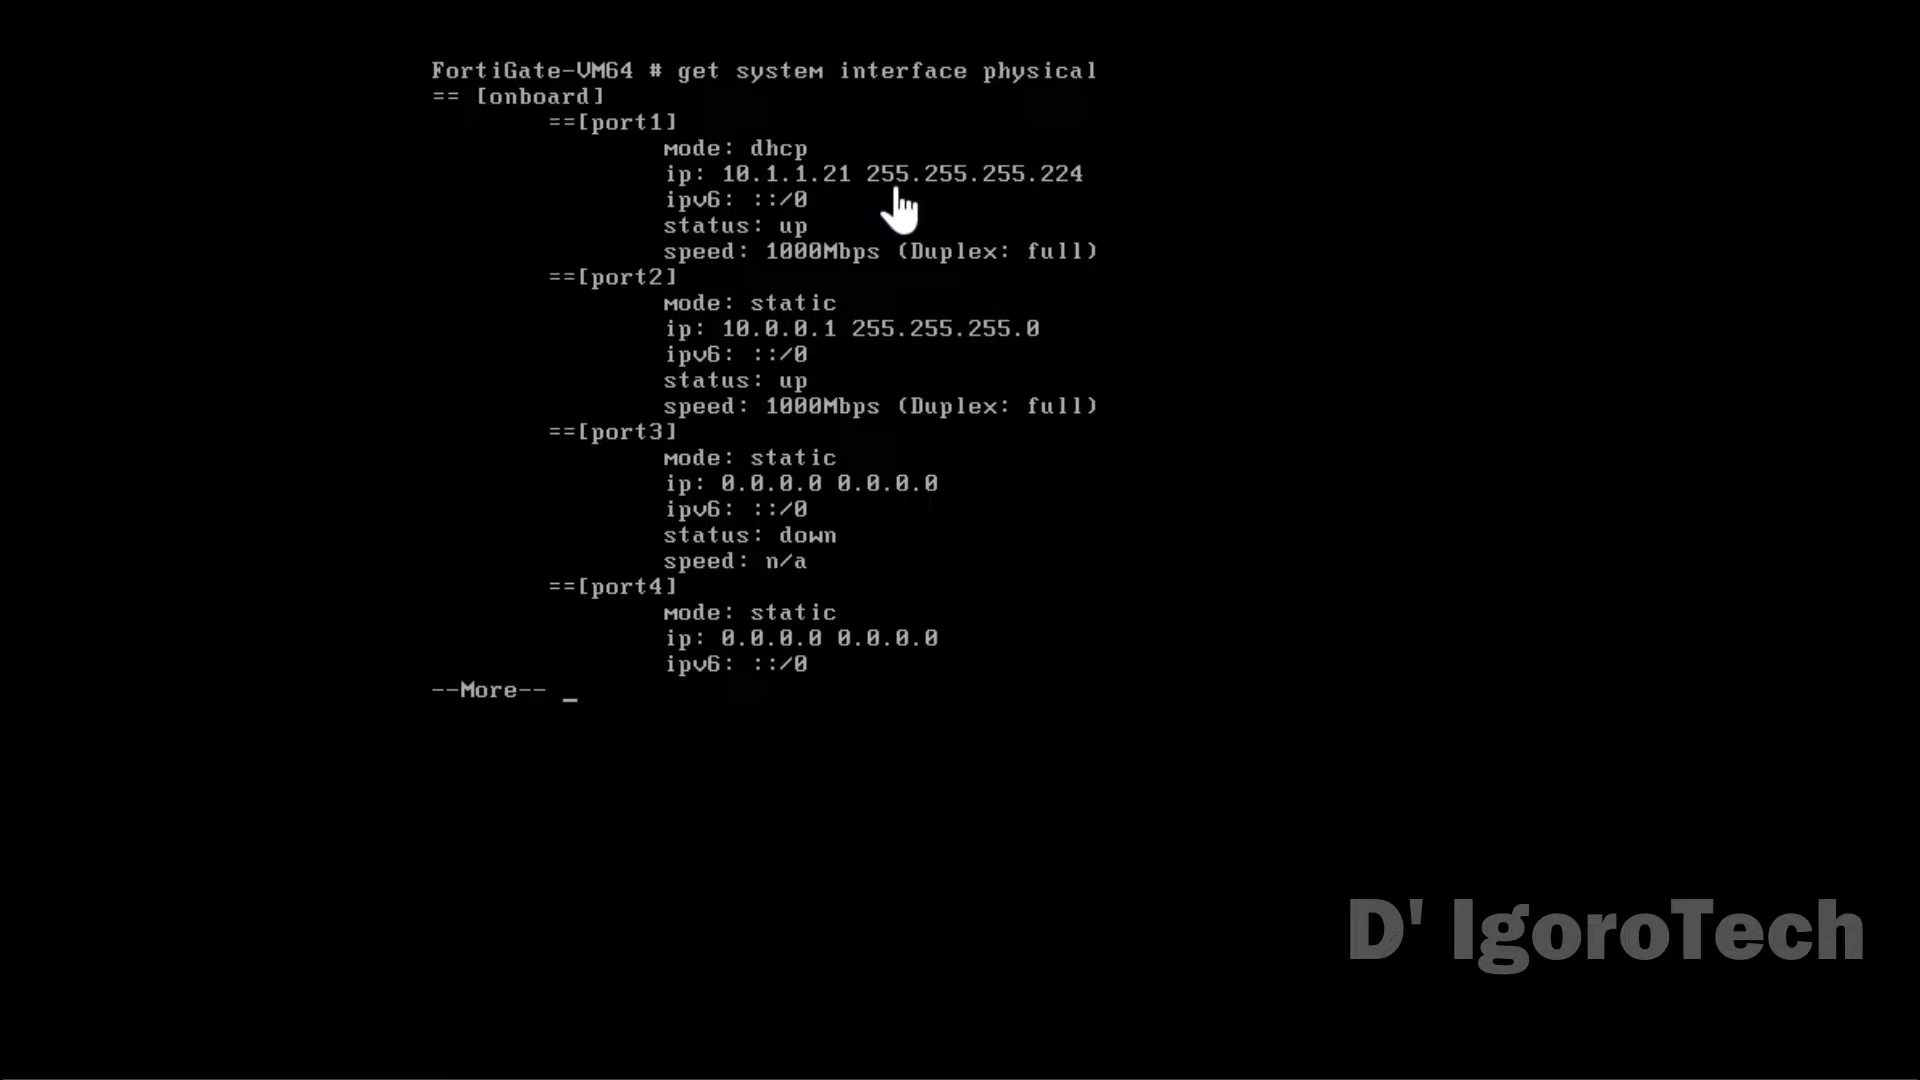 FortiGate-VM64 # get system interface physical
== [onboard]
==[port1]
mode: dhcp
ip: 10.1.1.21 255.255.255.224
ipv6: ::/0
status: up
speed: 1000Mbps (Duplex: full)
==[port2]
mode: static
ip: 10.0.0.1 255.255.255.0
ipv6: ::/0
status: up
speed: 1000Mbps (Duplex: full)
==[port3]
mode: static
ip: 0.0.0.0 0.0.0.0
ipv6: ::/0
status: down
speed: n/a
==[port4]
mode: static
ip: 0.0.0.0 0.0.0.0
ipv6: ::/0
--More-- _
D' IgoroTech